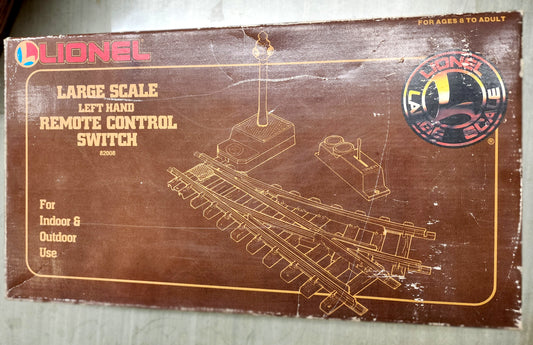 FOR AGES 8 TO ADULT
LIONEL
LARGE SCALE
LEFT HAND
REMOTE CONTROL
SWITCH
82008
For
Indoor &
Outdoor
Use
LIONEL
LARGE SCALE
®